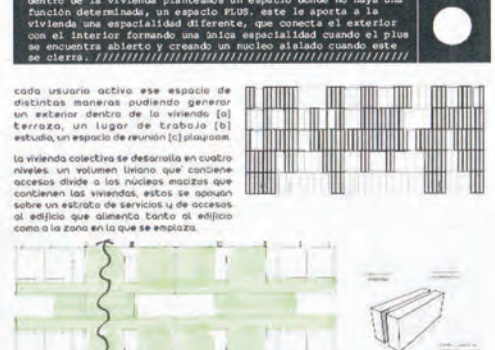 dentro de la vivienda planteamos un espacio donde no haya una
función determinada, un espacio PLUS. este le aporta a la
vivienda una espacialidad diferente, que conecta el exterior
con el interior formando una única espacialidad cuando el plus
se encuentra abierto y creando un nucleo aislado cuando este
se cierra. ////////////////////////////////////////
cada usuario activa ese espacio de
distintas maneras pudiendo generar
un exterior dentro de la vivienda [a]
terraza, un lugar de trabajo [b]
estudio, un espacio de reunión [c] playroom.
la vivienda colectiva se desarrolla en cuatro
niveles. un volumen liviano que contiene
accesos divide a los núcleos macizos que
contienen las viviendas, estos se apoyan
sobre un estrato de servicios y de accesos
al edificio que alimenta tanto al edificio
como a la zona en la que se emplaza.